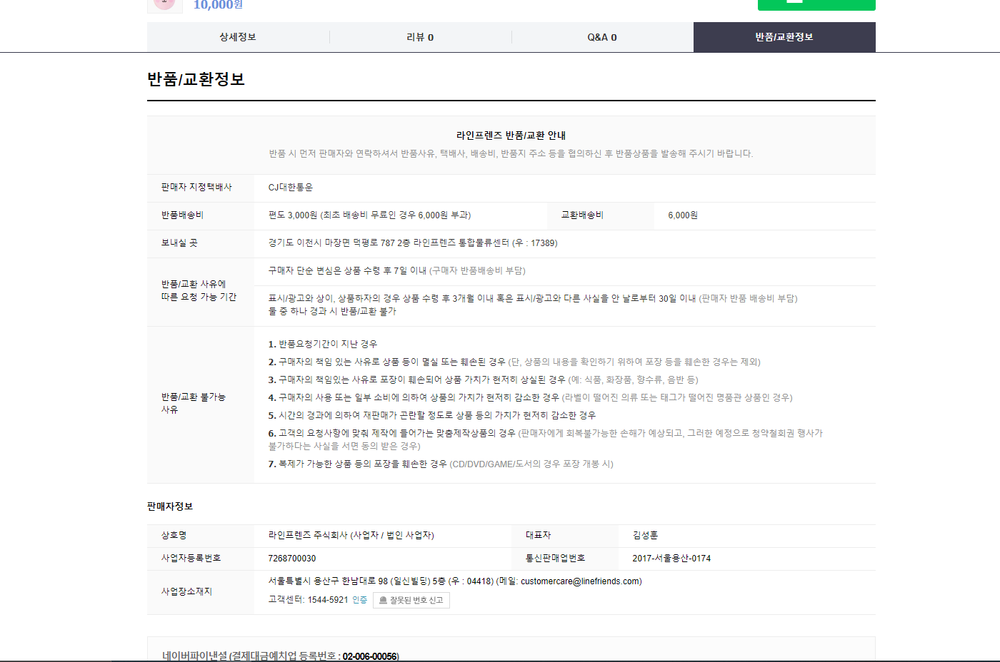 10,000원
상세정보
리뷰 0
Q&A 0
반품/교환정보
반품/교환정보
라인프렌즈 반품/교환 안내
반품 시 먼저 판매자와 연락하셔서 반품사유, 택배사, 배송비, 반품지 주소 등을 협의하신 후 반품상품을 발송해 주시기 바랍니다.
판매자 지정택배사
CJ대한통운
반품배송비
편도 3,000원 (최초 배송비 무료인 경우 6,000원 부과)
교환배송비
6,000원
보내실 곳
경기도 이천시 마장면 덕평로 787 2층 라인프렌즈 통합물류센터 (우 : 17389)
반품/교환 사유에
따른 요청 가능 기간
구매자 단순 변심은 상품 수령 후 7일 이내 (구매자 반품배송비 부담)
표시/광고와 상이, 상품하자의 경우 상품 수령 후 3개월 이내 혹은 표시/광고와 다른 사실을 안 날로부터 30일 이내 (판매자 반품 배송비 부담)
둘 중 하나 경과 시 반품/교환 불가
반품/교환 불가능
사유
1. 반품요청기간이 지난 경우
2. 구매자의 책임 있는 사유로 상품 등이 멸실 또는 훼손된 경우 (단, 상품의 내용을 확인하기 위하여 포장 등을 훼손한 경우는 제외)
3. 구매자의 책임있는 사유로 포장이 훼손되어 상품 가치가 현저히 상실된 경우 (예: 식품, 화장품, 향수류, 음반 등)
4. 구매자의 사용 또는 일부 소비에 의하여 상품의 가치가 현저히 감소한 경우 (라벨이 떨어진 의류 또는 태그가 떨어진 명품관 상품인 경우)
5. 시간의 경과에 의하여 재판매가 곤란할 정도로 상품 등의 가치가 현저히 감소한 경우
6. 고객의 요청사항에 맞춰 제작에 들어가는 맞춤제작상품의 경우 (판매자에게 회복불가능한 손해가 예상되고, 그러한 예정으로 청약철회권 행사가
불가하다는 사실을 서면 동의 받은 경우)
7. 복제가 가능한 상품 등의 포장을 훼손한 경우 (CD/DVD/GAME/도서의 경우 포장 개봉 시)
판매자정보
상호명
라인프렌즈 주식회사 (사업자 / 법인 사업자)
대표자
김성훈
사업자등록번호
7268700030
통신판매업번호
2017-서울용산-0174
사업장소재지
서울특별시 용산구 한남대로 98 (일신빌딩) 5층 (우 : 04418) (메일: customercare@linefriends.com)
고객센터: 1544-5921 인증 잘못된 번호 신고
네이버파이낸셜 (결제대금예치업 등록번호 : 02-006-00056)